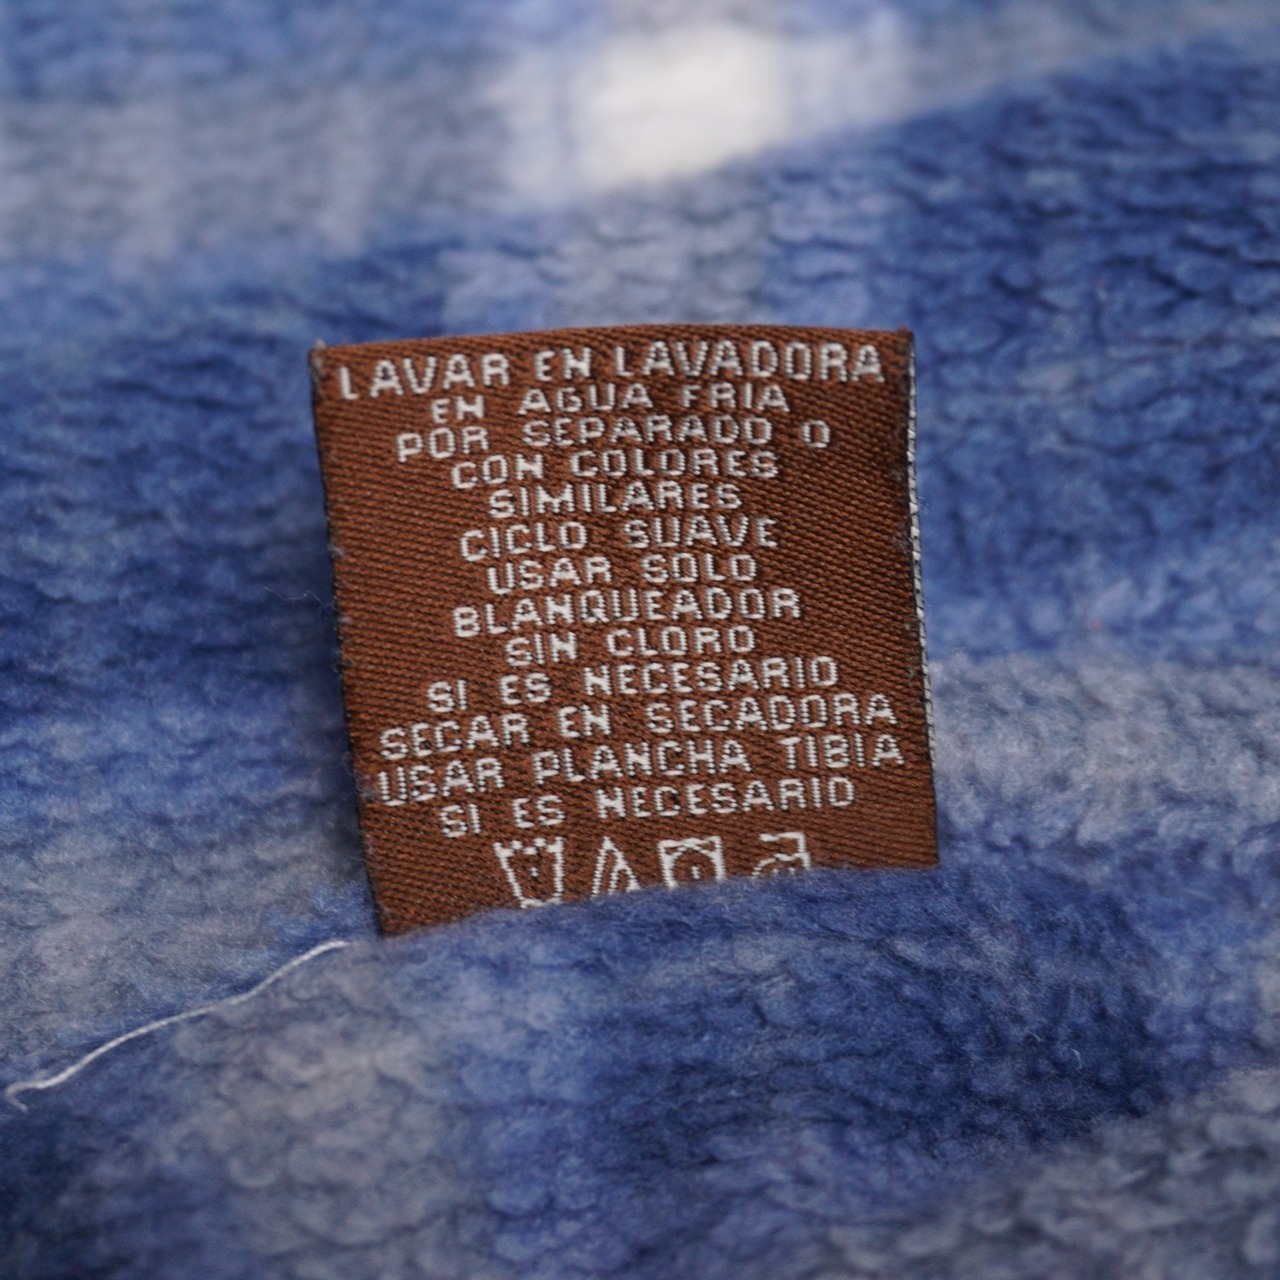 LAVAR EN LAVADORA
EN AGUA FRIA
POR SEPARADO O
CON COLORES
SIMILARES
CICLO SUAVE
USAR SOLO
BLANQUEADOR
SIN CLORO
SI ES NECESARIO
SECAR EN SECADORA
USAR PLANCHA TIBIA
SI ES NECESARIO